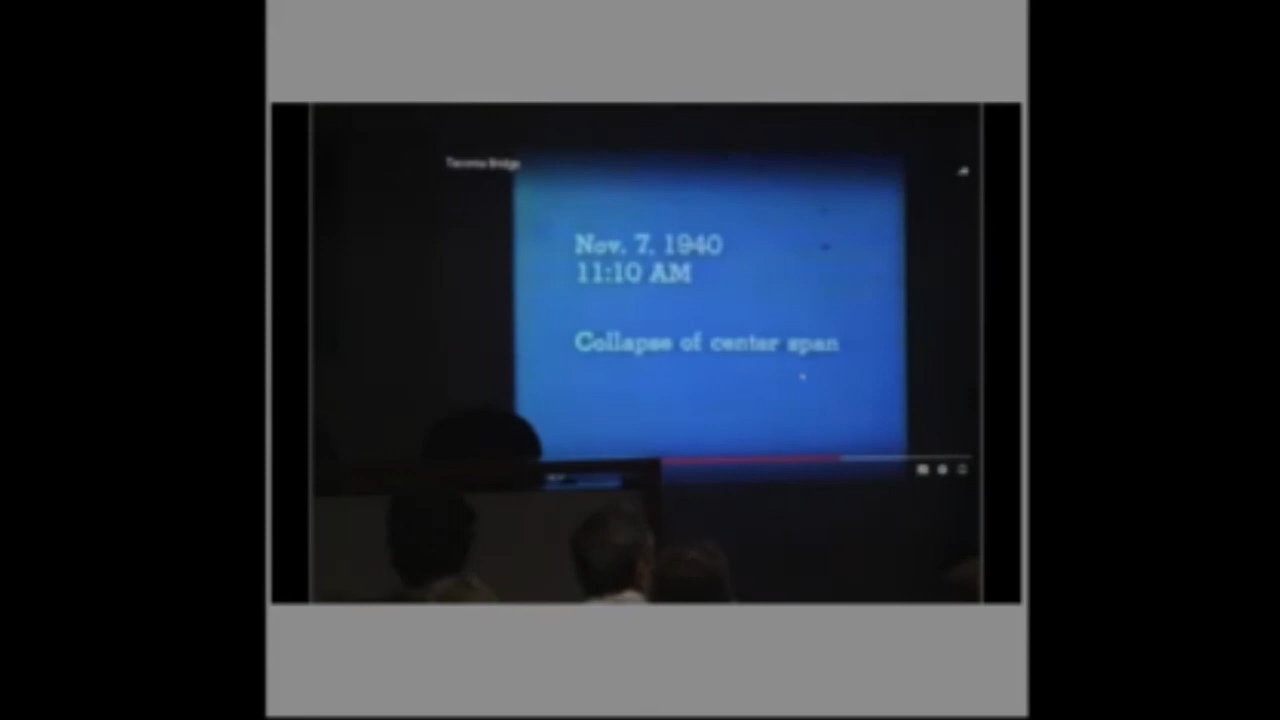 Tacoma Bridge
Nov. 7, 1940
11:10 AM
Collapse of center span